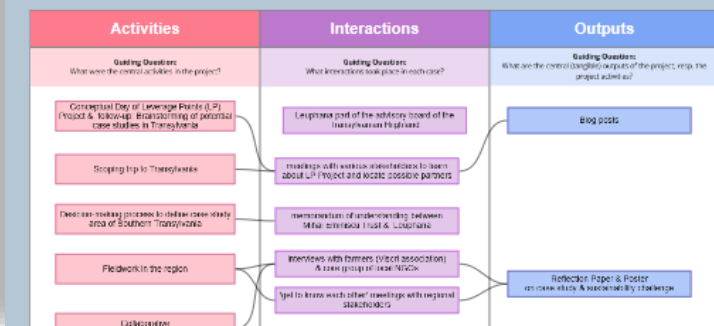 Activities
Guiding Question:
What were the central activities in the project?
Conceptual Day of Leverage Points (LP)
Project & follow-up Brainstorming of potential
case studies in Transylvania
Scoping trip to Transylvania
Decision-making process to define case study
area of Southern Transylvania
Fieldwork in the region
Collaborative
Interactions
Guiding Question:
What interactions took place in each case?
Leuphana part of the advisory board of the
Transylvanian Highland
meetings with various stakeholders to learn
about LP Project and locate possible partners
memorandum of understanding between
Mihai Eminescu Trust & Leuphana
Interviews with farmers (Viscri association)
& core group of local NGOs
'get to know each other' meetings with regional
stakeholders
Outputs
Guiding Question:
What are the central (tangible) outputs of the project, resp. the
project activities?
Blog posts
Reflection Paper & Poster
on case study & sustainability challenge